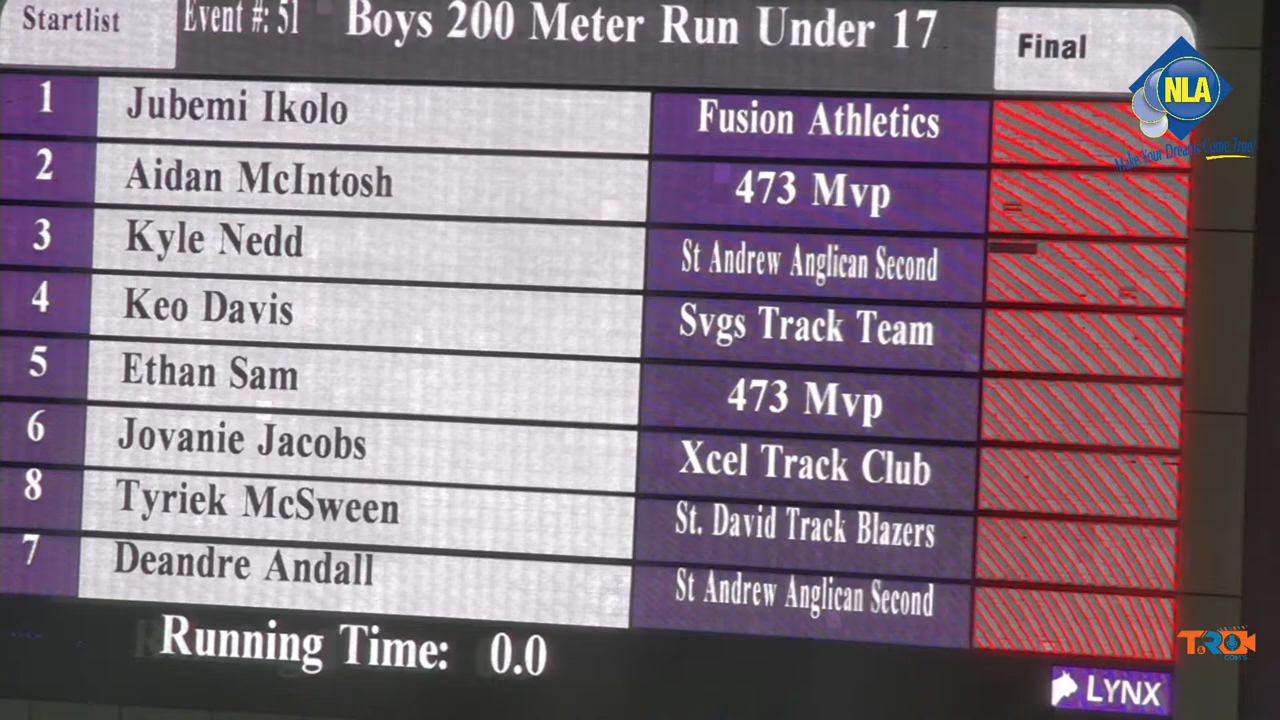 Startlist Event #: 51 Boys 200 Meter Run Under 17 Final
1 Jubemi Ikolo Fusion Athletics
2 Aidan McIntosh 473 Mvp
3 Kyle Nedd St Andrew Anglican Second
4 Keo Davis Svgs Track Team
5 Ethan Sam 473 Mvp
6 Jovanie Jacobs Xcel Track Club
8 Tyriek McSween St. David Track Blazers
7 Deandre Andall St Andrew Anglican Second
Running Time: 0.0
LYNX
NLA
Make Your Dreams Come True!
T&RON
COM'S